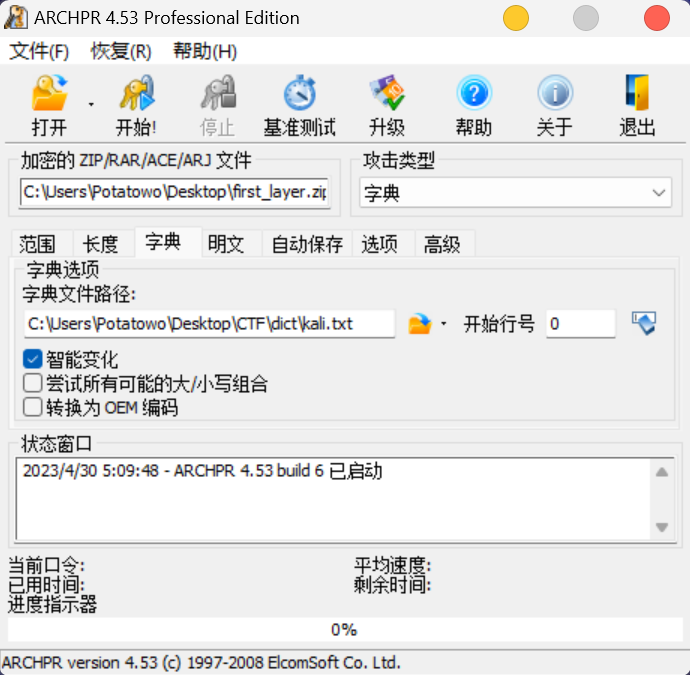 ARCHPR 4.53 Professional Edition
文件(F) 恢复(R) 帮助(H)
打开 开始! 停止 基准测试 升级 帮助 关于 退出
加密的 ZIP/RAR/ACE/ARJ 文件
C:\Users\Potatowo\Desktop\first_layer.zip
攻击类型
字典
范围 长度 字典 明文 自动保存 选项 高级
字典选项
字典文件路径:
C:\Users\Potatowo\Desktop\CTF\dict\kali.txt 开始行号 0
智能变化
尝试所有可能的大/小写组合
转换为 OEM 编码
状态窗口
2023/4/30 5:09:48 - ARCHPR 4.53 build 6 已启动
当前口令: 平均速度:
已用时间: 剩余时间:
进度指示器
0%
ARCHPR version 4.53 (c) 1997-2008 ElcomSoft Co. Ltd.